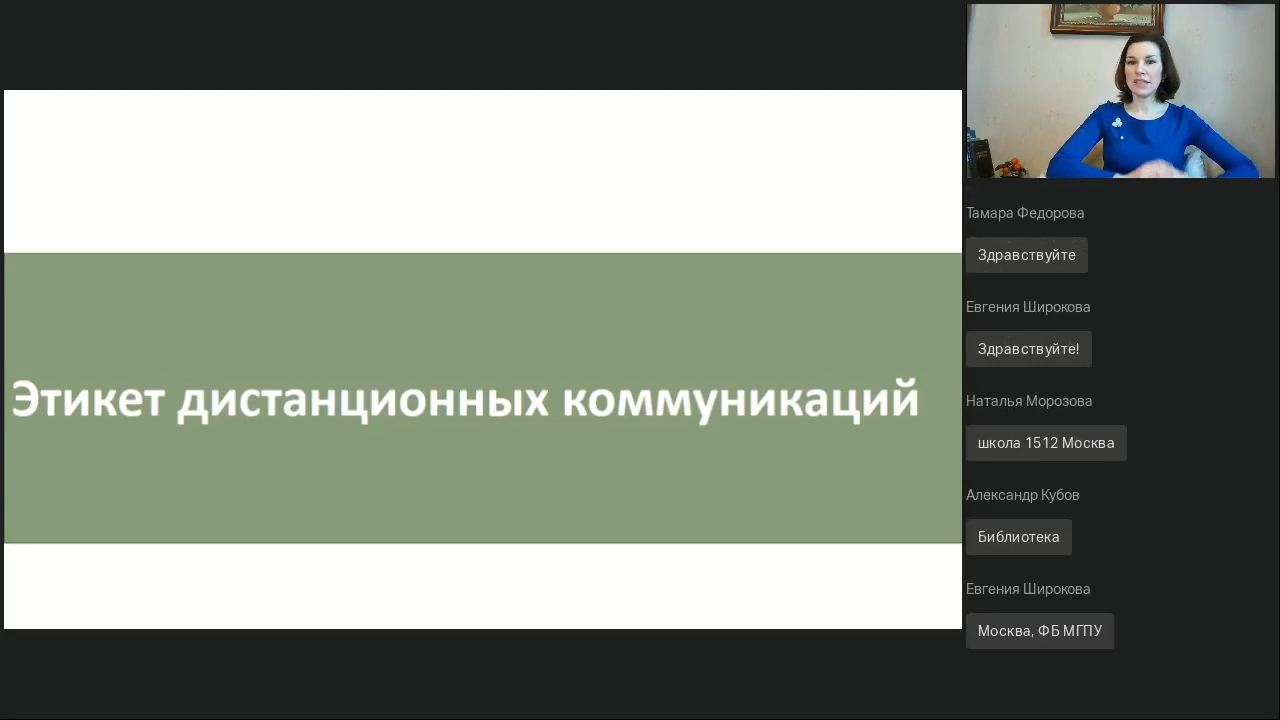 Этикет дистанционных коммуникаций
Тамара Федорова
Здравствуйте
Евгения Широкова
Здравствуйте!
Наталья Морозова
школа 1512 Москва
Александр Кубов
Библиотека
Евгения Широкова
Москва, ФБ МГПУ